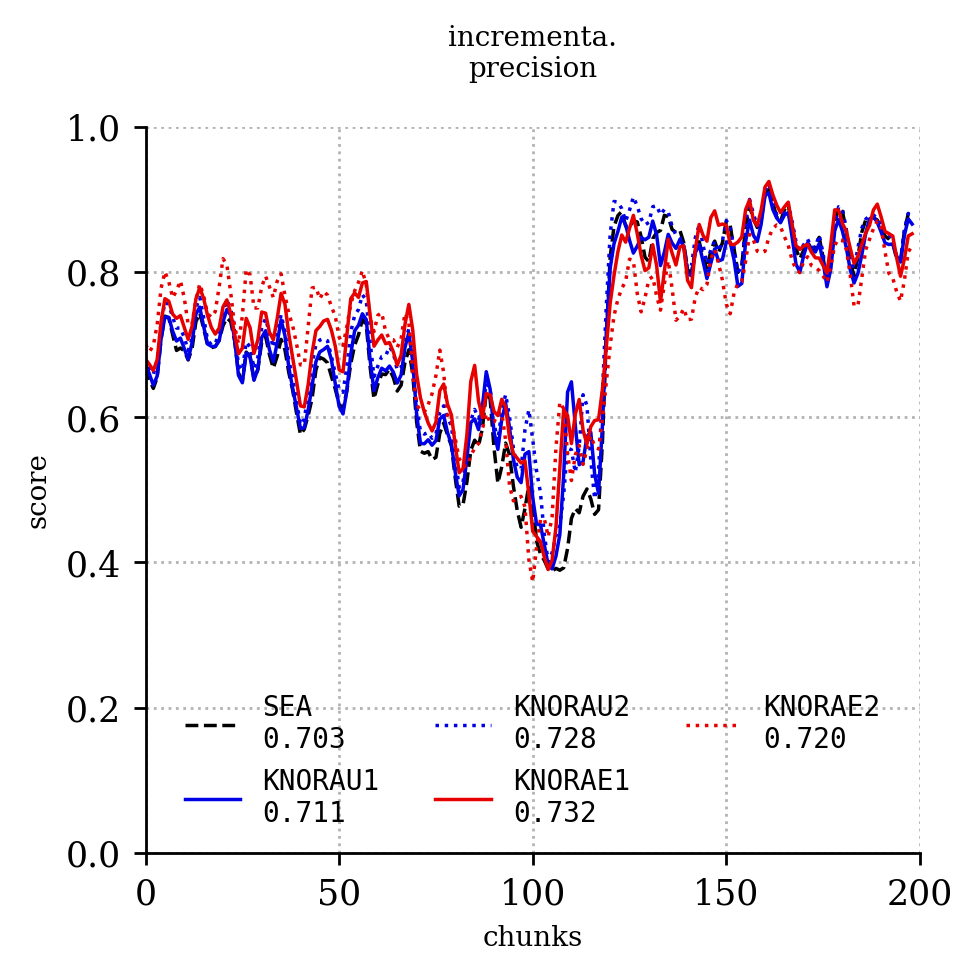 incrementa.
precision
1.0
0.8
0.6
0.4
0.2
0.0
score
SEA
0.703
KNORAU2
0.728
KNORAE2
0.720
KNORAU1
0.711
KNORAE1
0.732
0 50 100 150 200
chunks